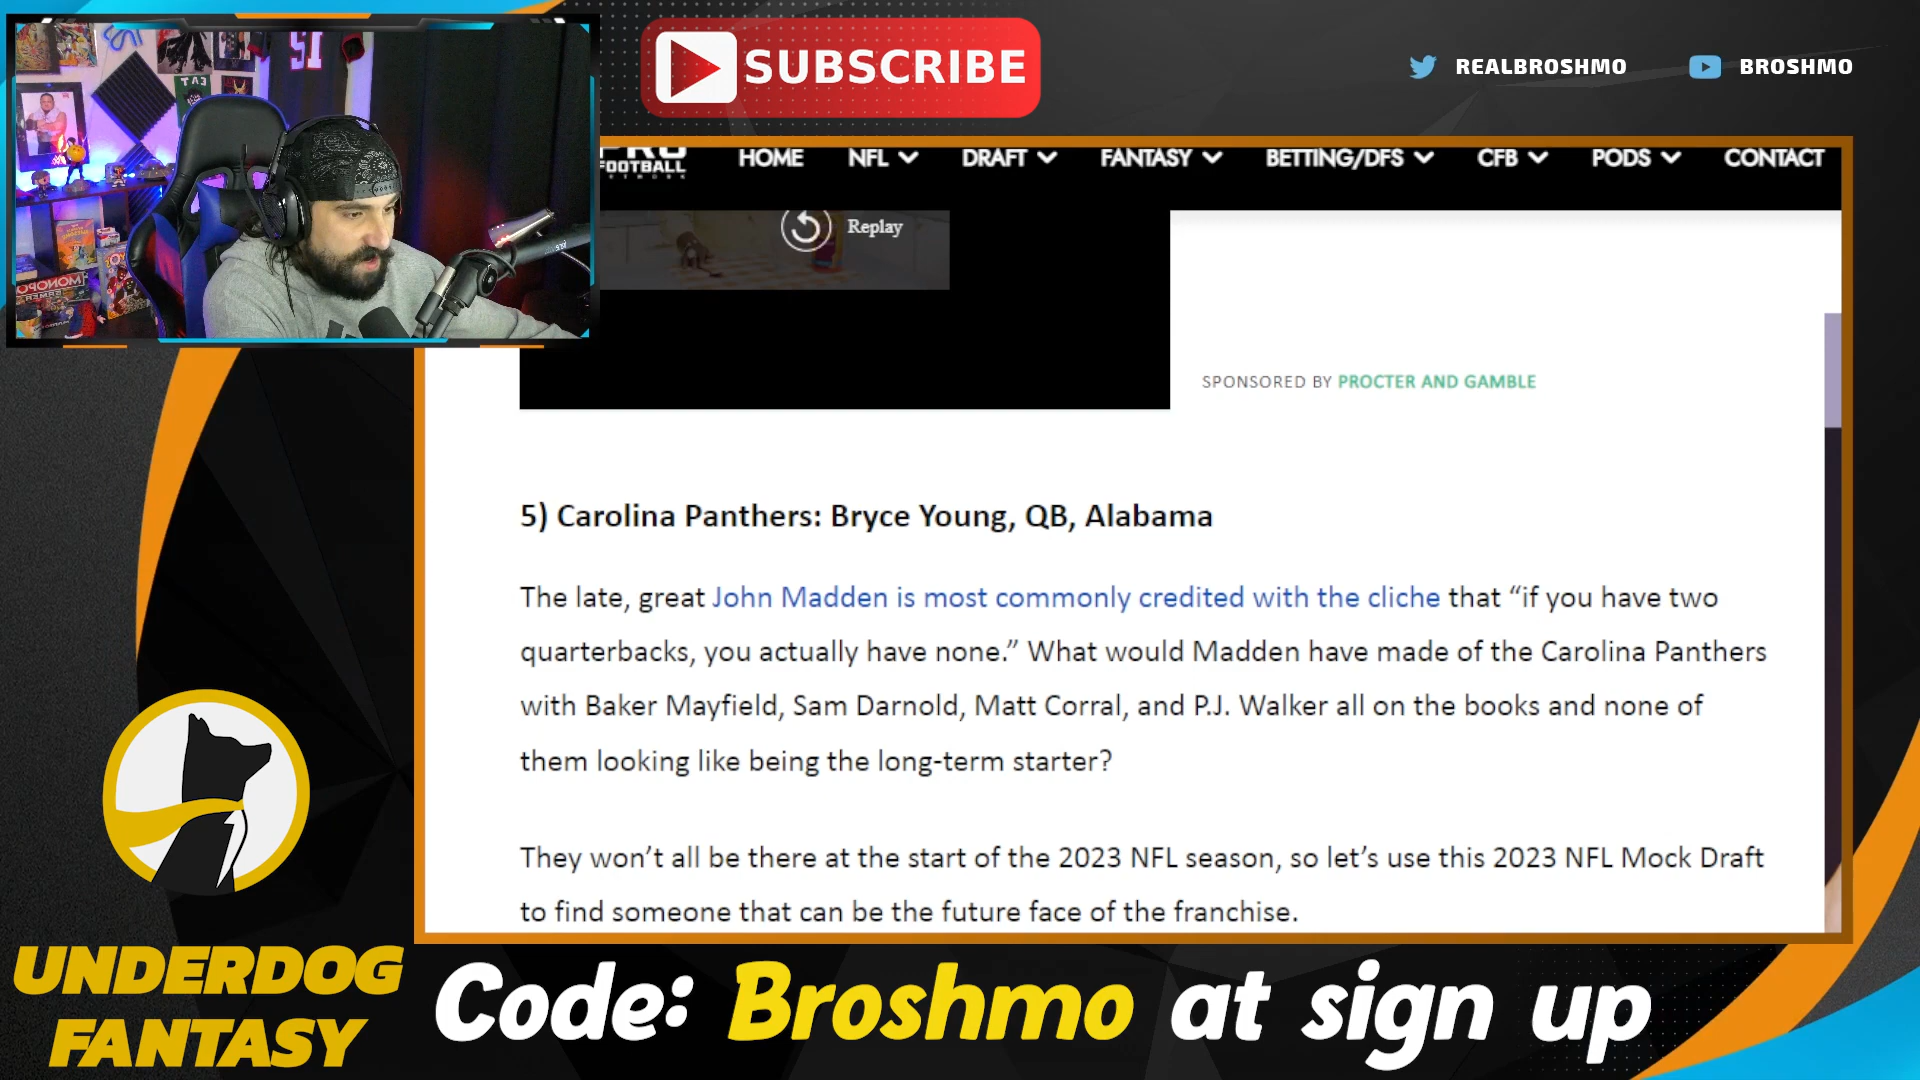 SUBSCRIBE
REALBROSHMO
BROSHMO
FOOTBALL
HOME
NFL
DRAFT
FANTASY
BETTING/DFS
CFB
PODS
CONTACT
Replay
SPONSORED BY PROCTER AND GAMBLE
5) Carolina Panthers: Bryce Young, QB, Alabama
The late, great John Madden is most commonly credited with the cliche that “if you have two
quarterbacks, you actually have none.” What would Madden have made of the Carolina Panthers
with Baker Mayfield, Sam Darnold, Matt Corral, and P.J. Walker all on the books and none of
them looking like being the long-term starter?
They won’t all be there at the start of the 2023 NFL season, so let’s use this 2023 NFL Mock Draft
to find someone that can be the future face of the franchise.
UNDERDOG
FANTASY
Code: Broshmo at sign up